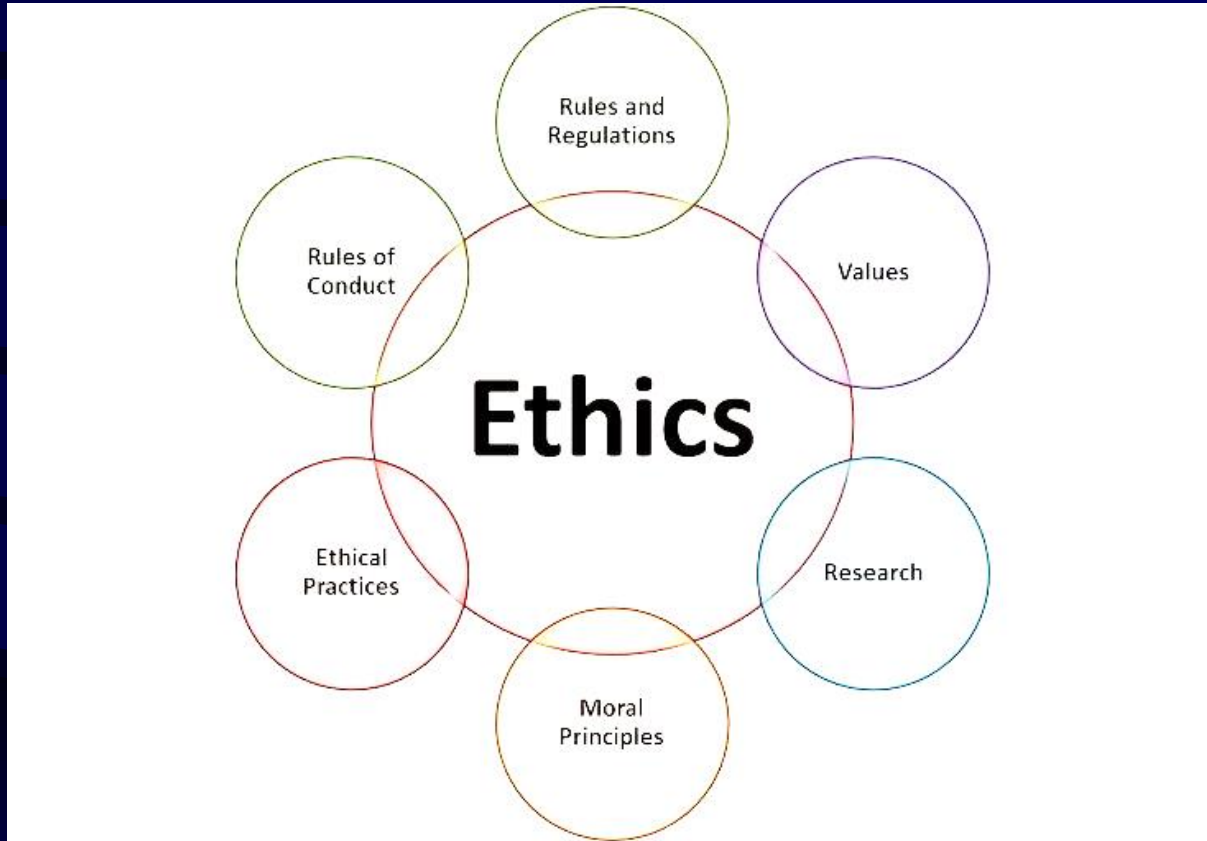 Rules and
Regulations
Values
Research
Moral
Principles
Ethical
Practices
Rules of
Conduct
Ethics